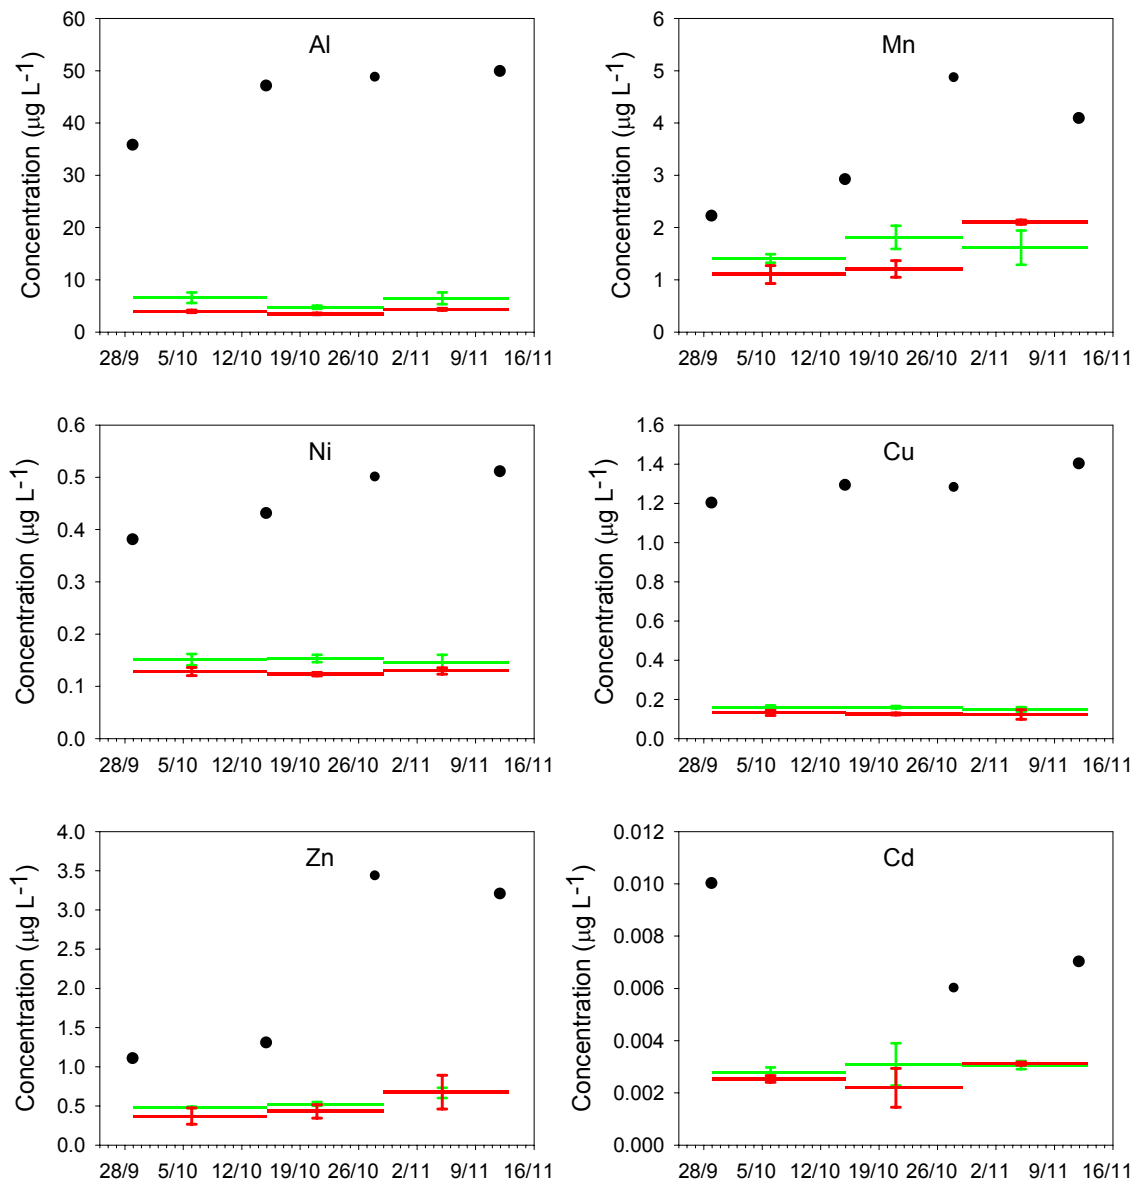 Al
Concentration (μg L-1)
60
50
40
30
20
10
0
28/9 5/10 12/10 19/10 26/10 2/11 9/11 16/11
Mn
Concentration (μg L-1)
6
5
4
3
2
1
0
28/9 5/10 12/10 19/10 26/10 2/11 9/11 16/11
Ni
Concentration (μg L-1)
0.6
0.5
0.4
0.3
0.2
0.1
0.0
28/9 5/10 12/10 19/10 26/10 2/11 9/11 16/11
Cu
Concentration (μg L-1)
1.6
1.4
1.2
1.0
0.8
0.6
0.4
0.2
0.0
28/9 5/10 12/10 19/10 26/10 2/11 9/11 16/11
Zn
Concentration (μg L-1)
4.0
3.5
3.0
2.5
2.0
1.5
1.0
0.5
0.0
28/9 5/10 12/10 19/10 26/10 2/11 9/11 16/11
Cd
Concentration (μg L-1)
0.012
0.010
0.008
0.006
0.004
0.002
0.000
28/9 5/10 12/10 19/10 26/10 2/11 9/11 16/11